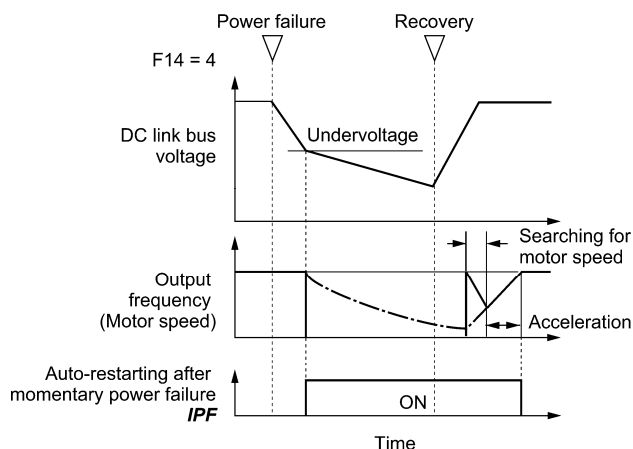 Power failure
Recovery
F14 = 4
DC link bus
voltage
Undervoltage
Searching for
motor speed
Output
frequency
(Motor speed)
Acceleration
Auto-restarting after
momentary power failure
IPF
ON
Time